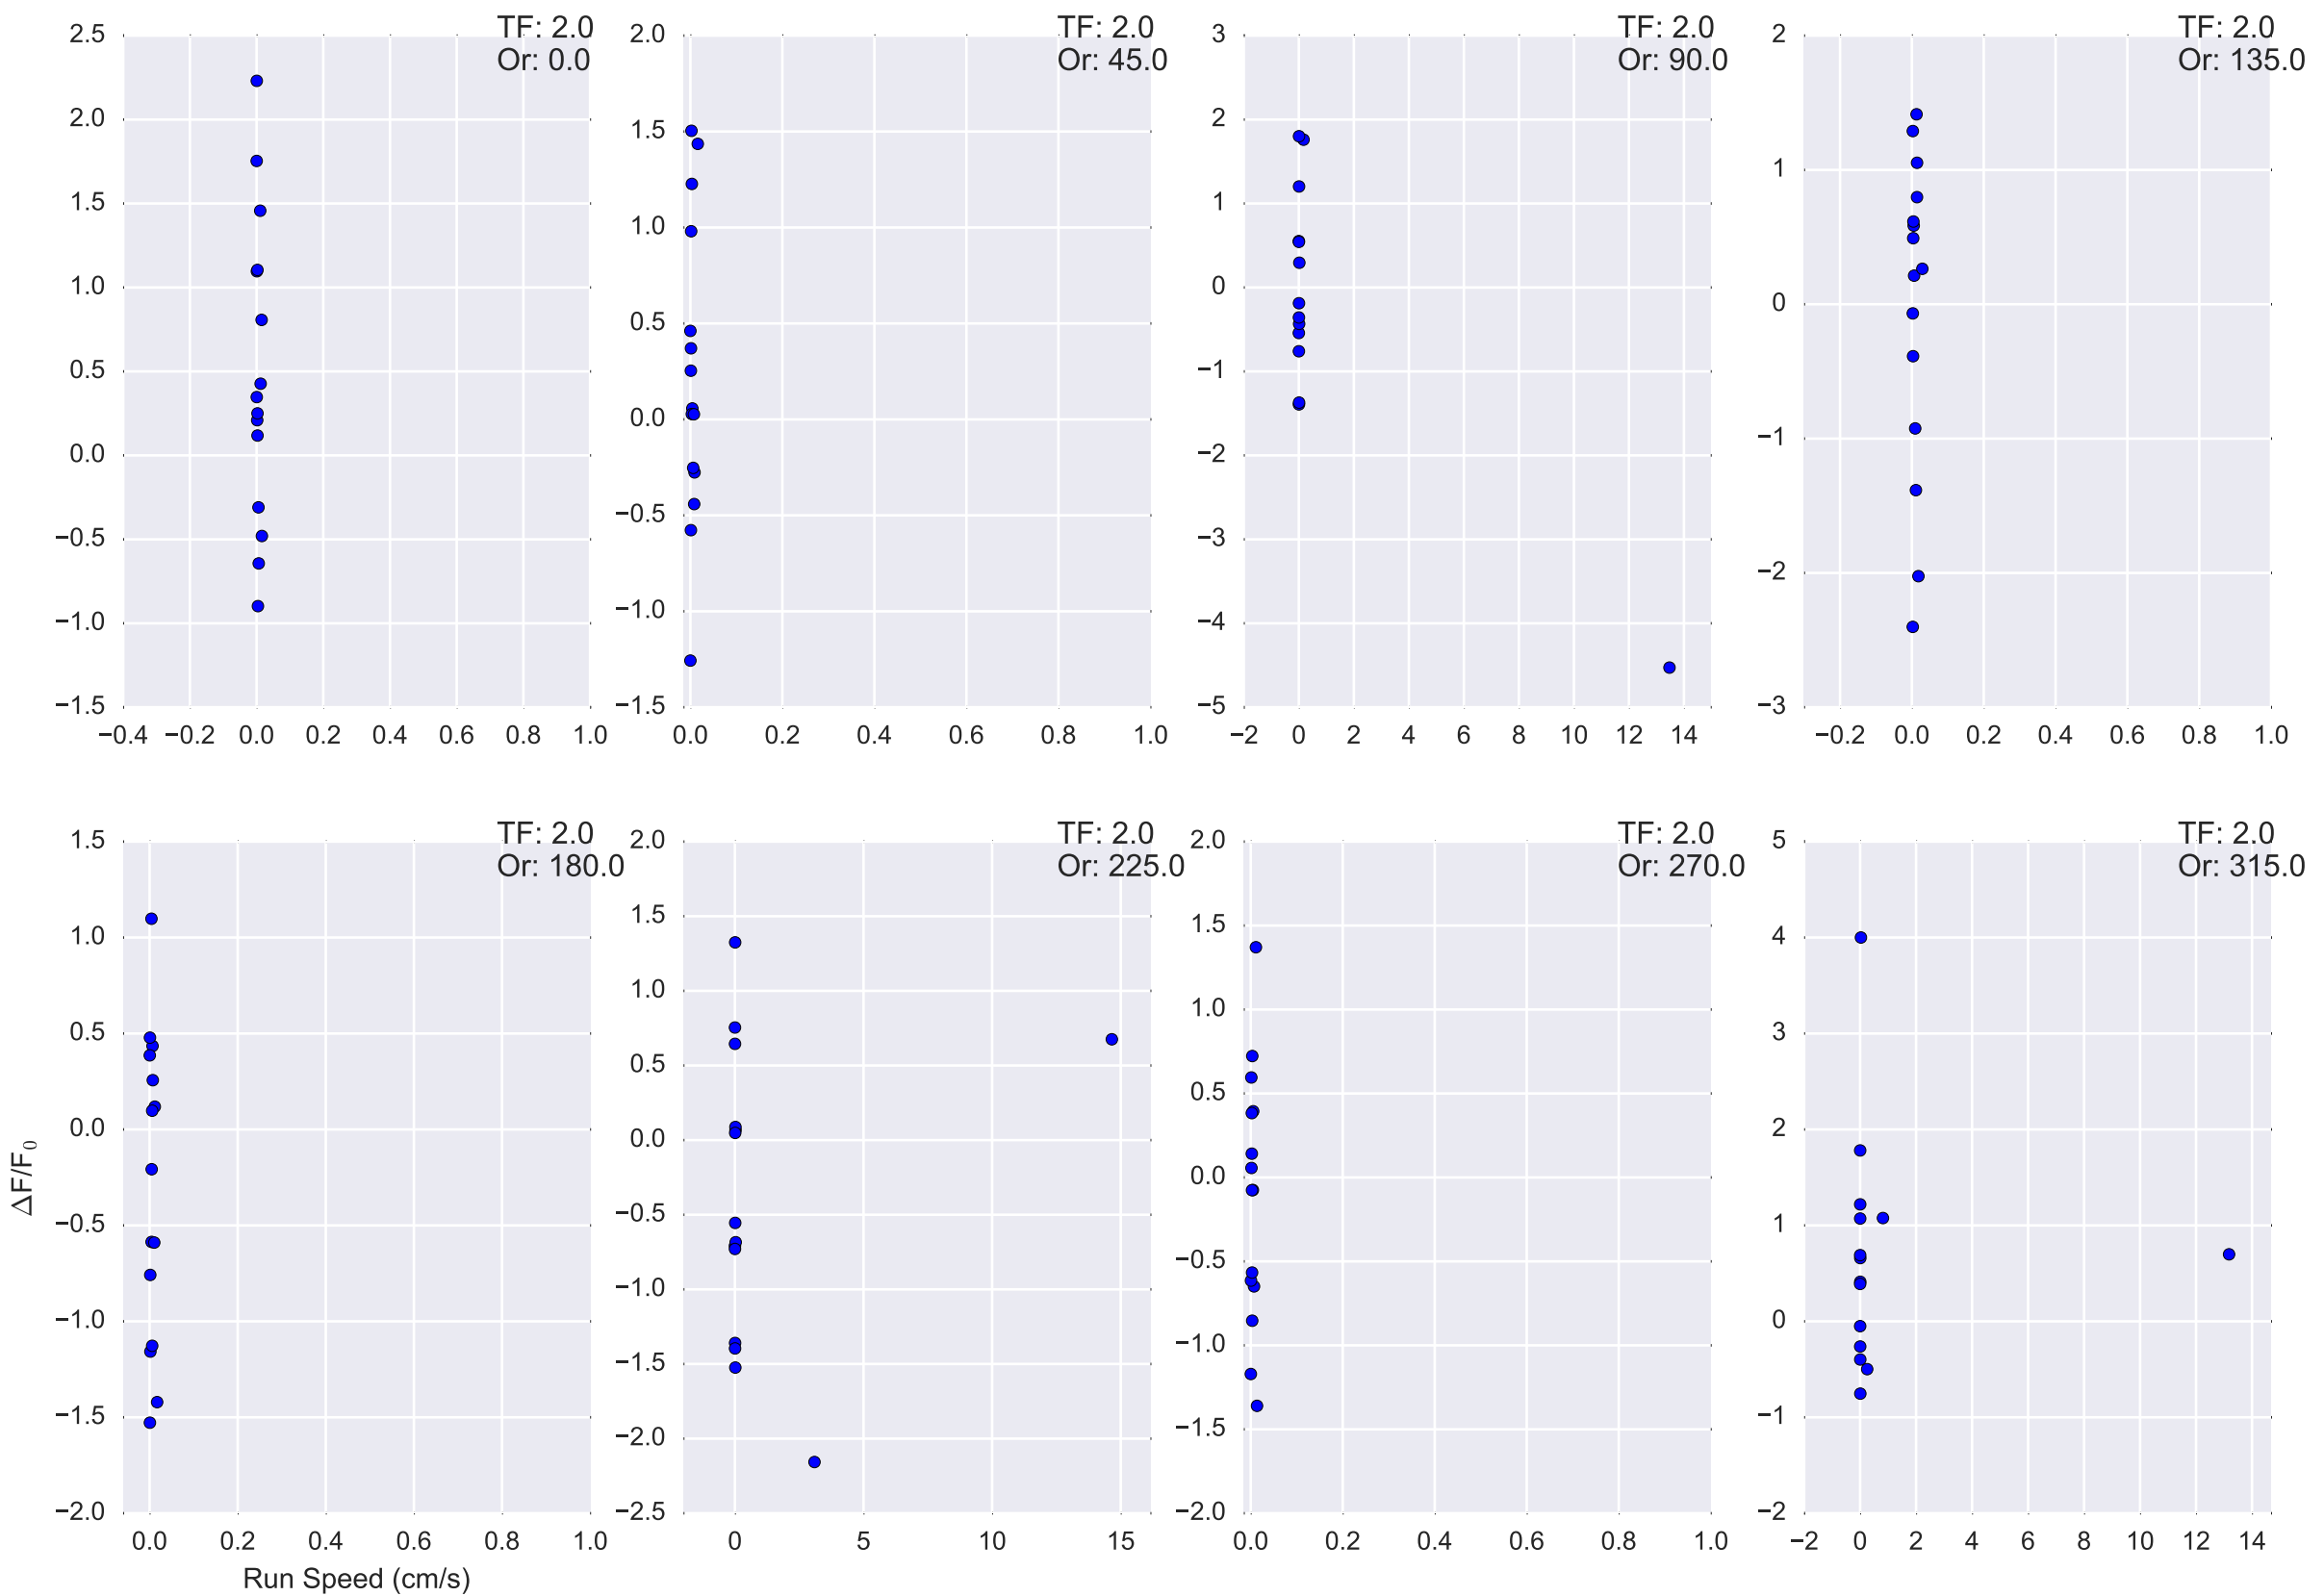 TF: 2.0
Or: 0.0
2.5
2.0
1.5
1.0
0.5
0.0
−0.5
−1.0
−1.5
−0.4 −0.2 0.0 0.2 0.4 0.6 0.8 1.0
TF: 2.0
Or: 45.0
2.0
1.5
1.0
0.5
0.0
−0.5
−1.0
−1.5
0.0 0.2 0.4 0.6 0.8 1.0
TF: 2.0
Or: 90.0
3
2
1
0
−1
−2
−3
−4
−5
−2 0 2 4 6 8 10 12 14
TF: 2.0
Or: 135.0
2
1
0
−1
−2
−3
−0.2 0.0 0.2 0.4 0.6 0.8 1.0
TF: 2.0
Or: 180.0
1.5
1.0
0.5
0.0
−0.5
−1.0
−1.5
−2.0
0.0 0.2 0.4 0.6 0.8 1.0
Run Speed (cm/s)
ΔF/F₀
TF: 2.0
Or: 225.0
2.0
1.5
1.0
0.5
0.0
−0.5
−1.0
−1.5
−2.0
−2.5
0 5 10 15
TF: 2.0
Or: 270.0
2.0
1.5
1.0
0.5
0.0
−0.5
−1.0
−1.5
−2.0
0.0 0.2 0.4 0.6 0.8 1.0
TF: 2.0
Or: 315.0
5
4
3
2
1
0
−1
−2
−2 0 2 4 6 8 10 12 14